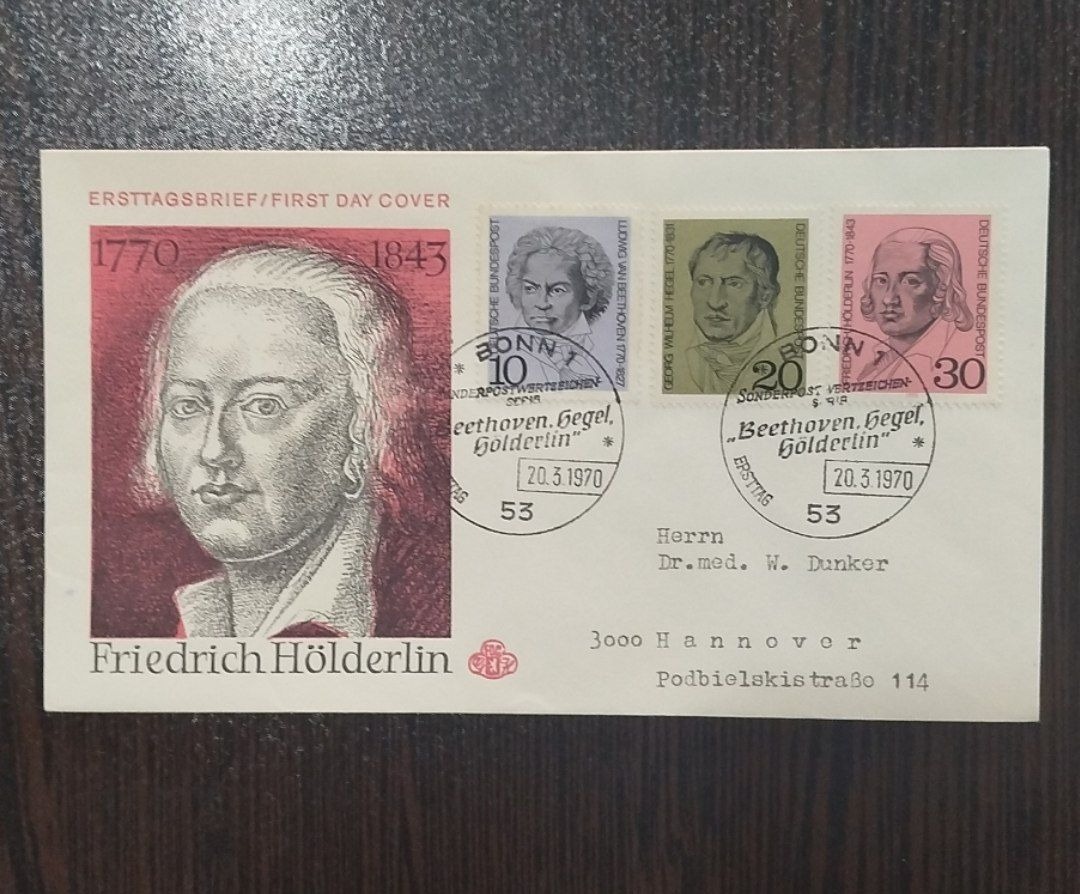 ERSTTAGSBRIEF/FIRST DAY COVER
1770 1843
Friedrich Hölderlin
DEUTSCHE BUNDESPOST
LUDWIG VAN BEETHOVEN 1770-1827
10
GEORG WILHELM HEGEL 1770-1831
DEUTSCHE BUNDES
20
FRIEDRICH HÖLDERLIN 1770-1843
DEUTSCHE BUNDESPOST
30
BONN 1
SONDERPOSTWERTZEICHEN-
SERIE
Beethoven, Hegel,
Hölderlin"
20.3.1970
53
BONN 1
SONDERPOSTWERTZEICHEN-
SERIE
„Beethoven, Hegel,
Hölderlin"
ERSTTAG
20.3.1970
53
Herrn
Dr.med. W. Dunker
3000 Hannover
Podbielskistraße 114